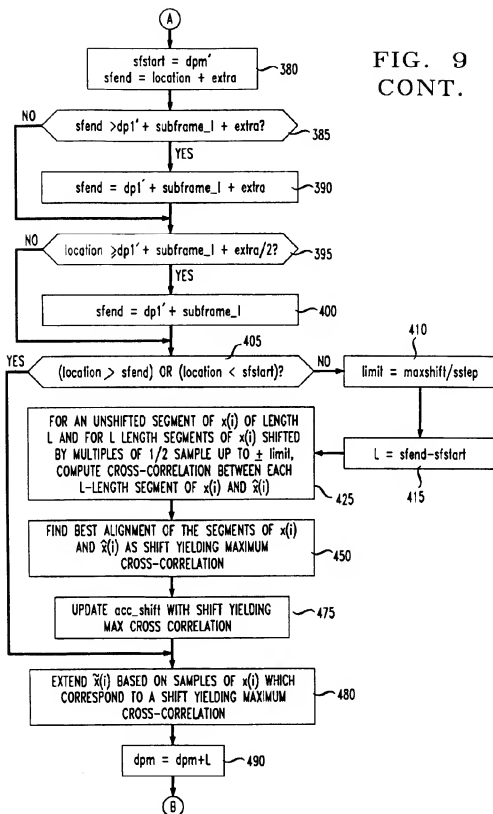 A
FIG. 9
CONT.
sfstart = dpm'
sfend = location + extra
380
NO
sfend >dp1' + subframe_l + extra?
385
YES
sfend = dp1' + subframe_l + extra
390
NO
location ≥dp1' + subframe_l + extra/2?
395
YES
sfend = dp1' + subframe_l
400
405
YES
(location > sfend) OR (location < sfstart)?
NO
410
limit = maxshift/sstep
L = sfend-sfstart
415
FOR AN UNSHIFTED SEGMENT OF x(i) OF LENGTH
L AND FOR L LENGTH SEGMENTS OF x(i) SHIFTED
BY MULTIPLES OF 1/2 SAMPLE UP TO ± limit,
COMPUTE CROSS-CORRELATION BETWEEN EACH
L-LENGTH SEGMENT OF x(i) AND x̂(i)
425
FIND BEST ALIGNMENT OF THE SEGMENTS OF x(i)
AND x̂(i) AS SHIFT YIELDING MAXIMUM
CROSS-CORRELATION
450
UPDATE acc_shift WITH SHIFT YIELDING
MAX CROSS CORRELATION
475
EXTEND x̂(i) BASED ON SAMPLES OF x(i) WHICH
CORRESPOND TO A SHIFT YIELDING MAXIMUM
CROSS-CORRELATION
480
dpm = dpm+L
490
B